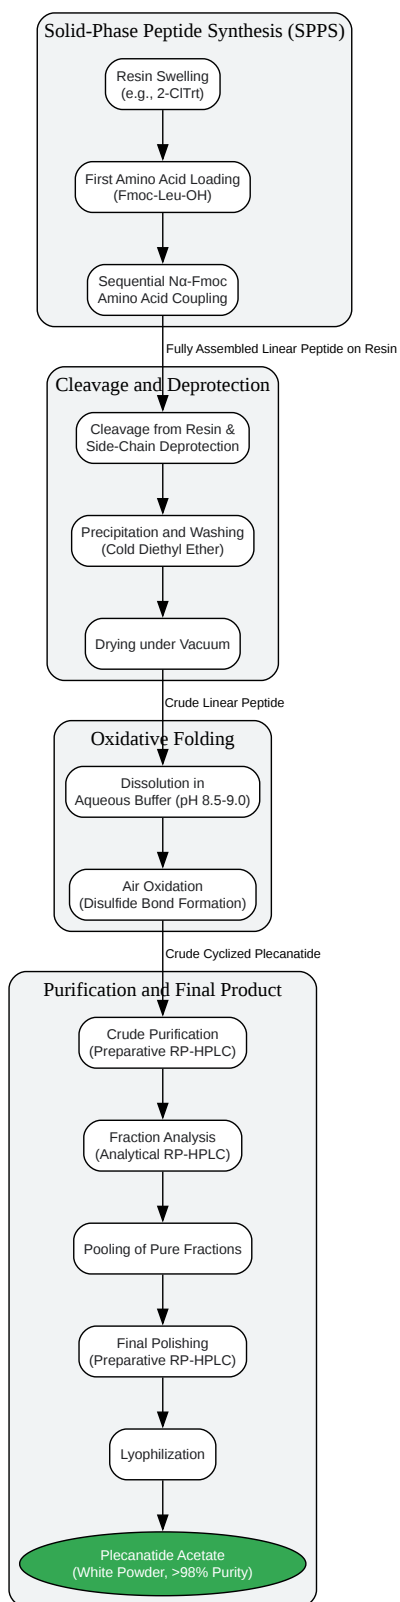 Solid-Phase Peptide Synthesis (SPPS)
Resin Swelling
(e.g., 2-ClTrt)
First Amino Acid Loading
(Fmoc-Leu-OH)
Sequential Nα-Fmoc
Amino Acid Coupling
Fully Assembled Linear Peptide on Resin
Cleavage and Deprotection
Cleavage from Resin &
Side-Chain Deprotection
Precipitation and Washing
(Cold Diethyl Ether)
Drying under Vacuum
Crude Linear Peptide
Oxidative Folding
Dissolution in
Aqueous Buffer (pH 8.5-9.0)
Air Oxidation
(Disulfide Bond Formation)
Crude Cyclized Plecanatide
Purification and Final Product
Crude Purification
(Preparative RP-HPLC)
Fraction Analysis
(Analytical RP-HPLC)
Pooling of Pure Fractions
Final Polishing
(Preparative RP-HPLC)
Lyophilization
Plecanatide Acetate
(White Powder, >98% Purity)